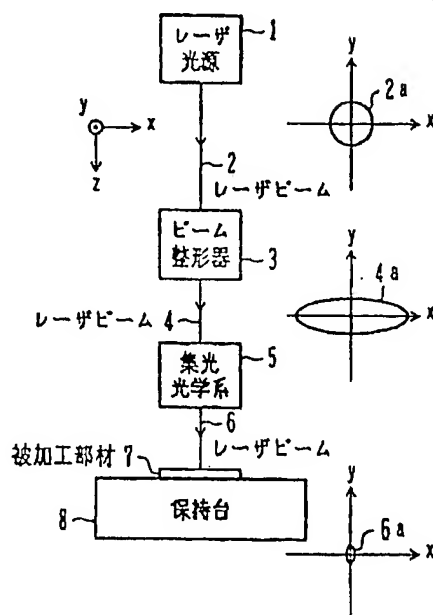 レーザ
光源
1
y
x
z
2
レーザビーム
y
2a
x
ビーム
整形器
3
レーザビーム 4
y
4a
x
集光
光学系
5
6
レーザビーム
被加工部材 7
8
保持台
y
6a
x